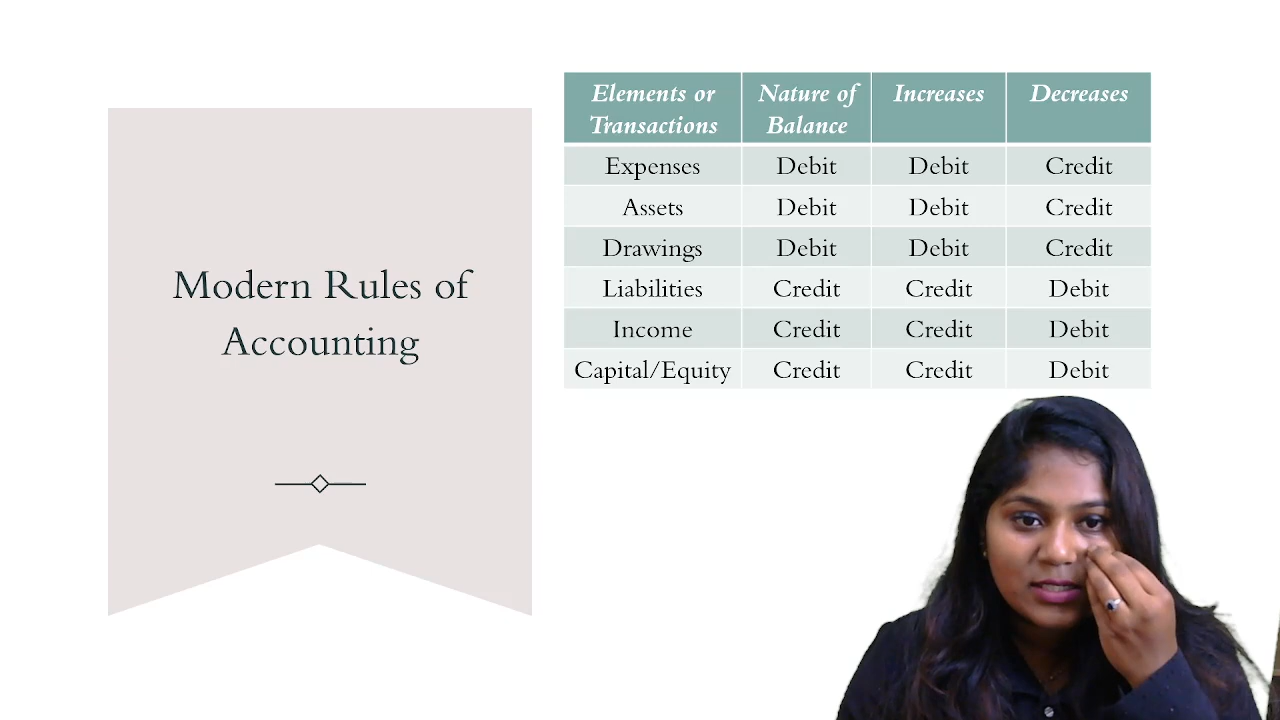 Modern Rules of
Accounting
Elements or Transactions Nature of Balance Increases Decreases
Expenses Debit Debit Credit
Assets Debit Debit Credit
Drawings Debit Debit Credit
Liabilities Credit Credit Debit
Income Credit Credit Debit
Capital/Equity Credit Credit Debit